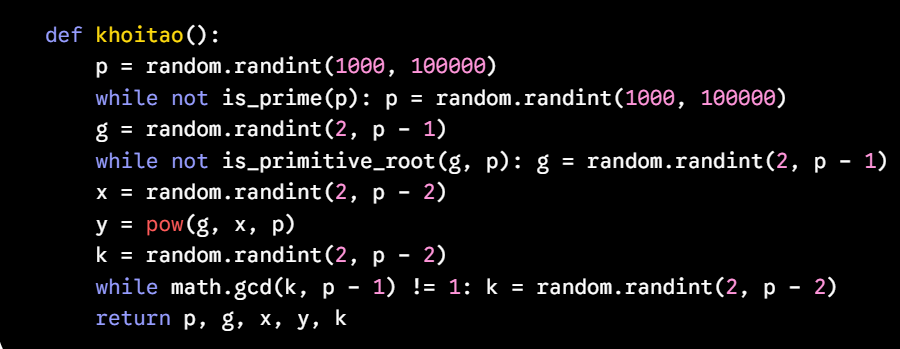 def khoitao():
    p = random.randint(1000, 100000)
    while not is_prime(p): p = random.randint(1000, 100000)
    g = random.randint(2, p - 1)
    while not is_primitive_root(g, p): g = random.randint(2, p - 1)
    x = random.randint(2, p - 2)
    y = pow(g, x, p)
    k = random.randint(2, p - 2)
    while math.gcd(k, p - 1) != 1: k = random.randint(2, p - 2)
    return p, g, x, y, k